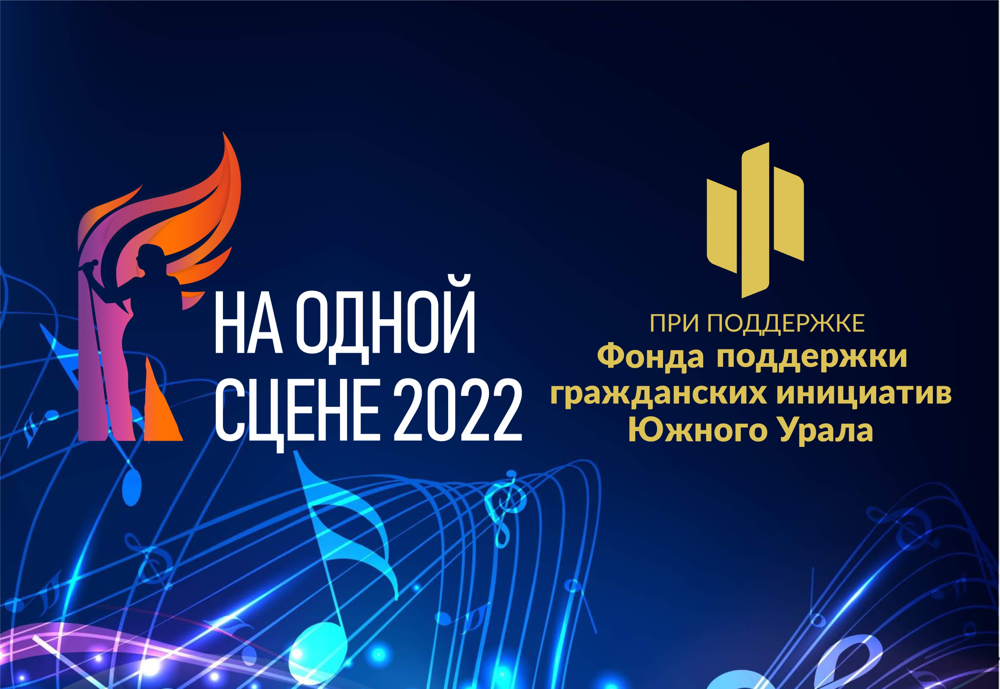 НА ОДНОЙ
СЦЕНЕ 2022
ПРИ ПОДДЕРЖКЕ
Фонда поддержки
гражданских инициатив
Южного Урала